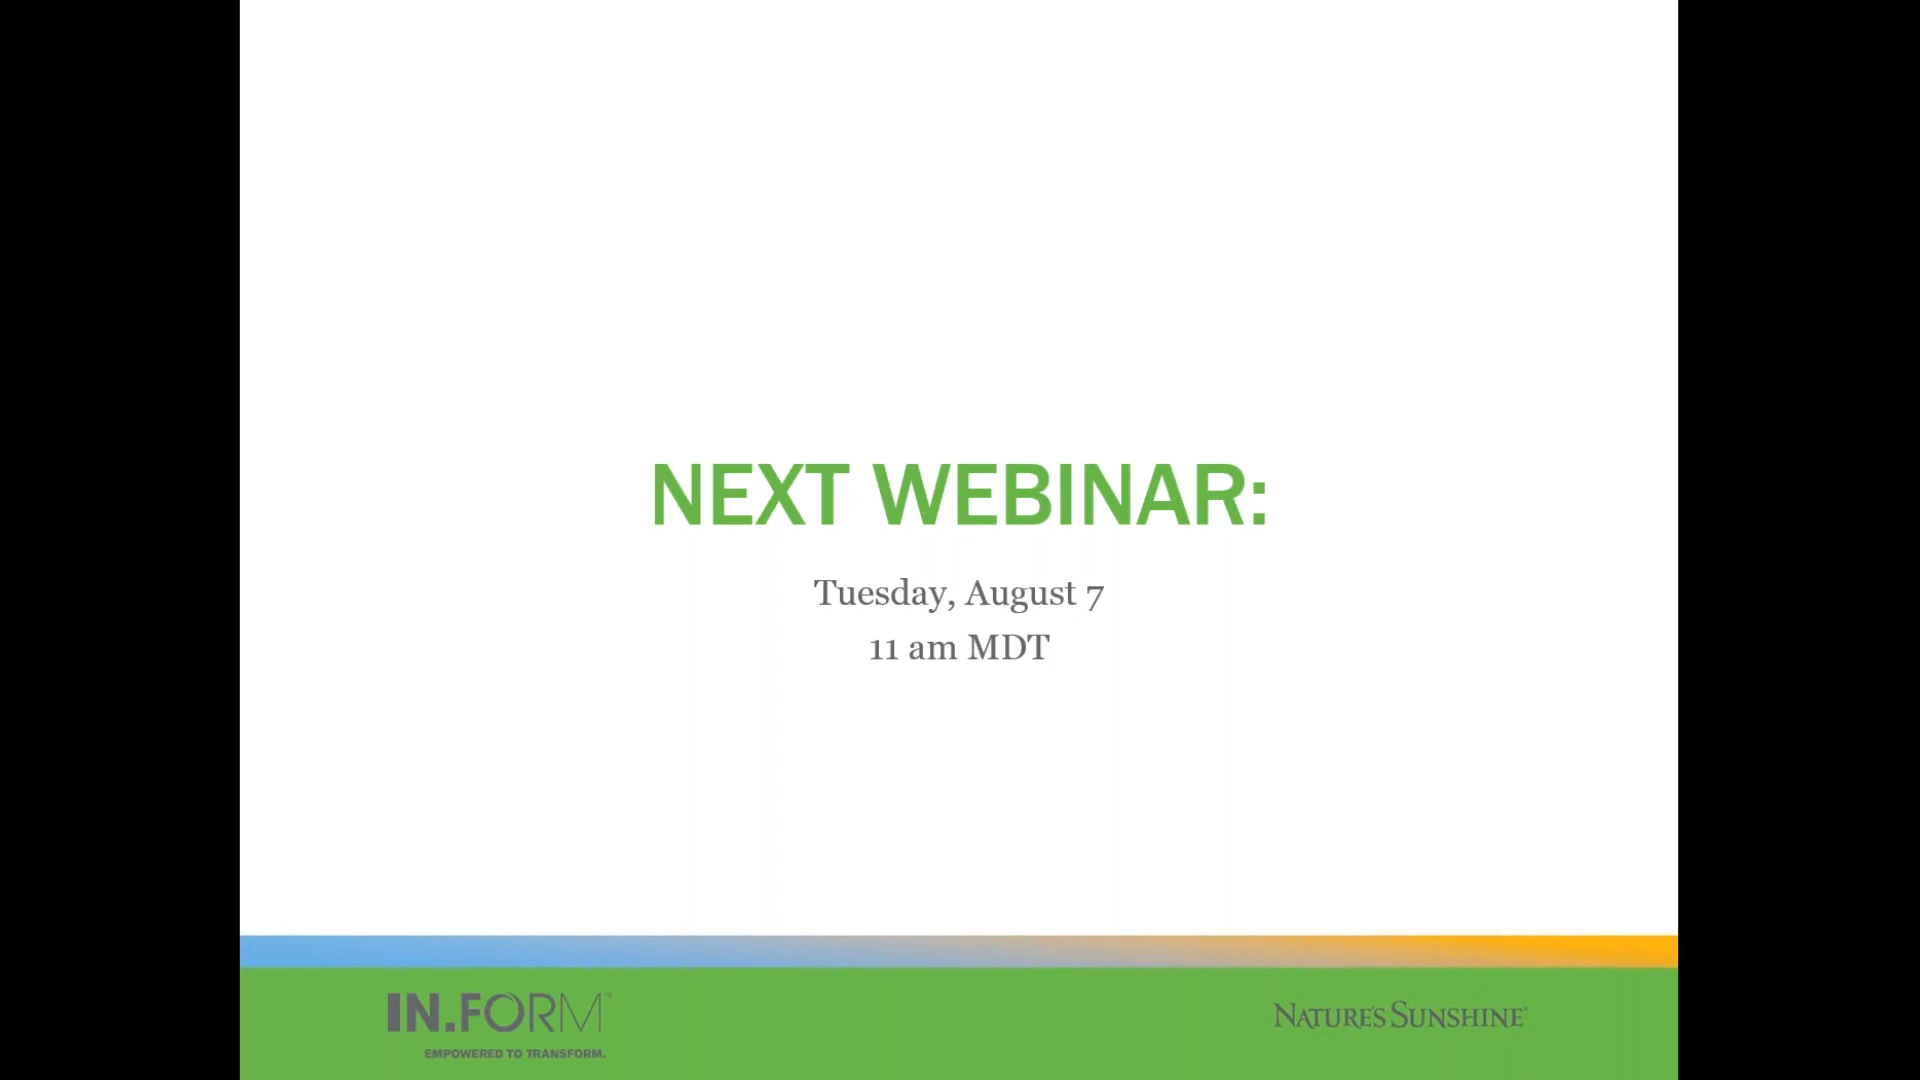 NEXT WEBINAR:
Tuesday, August 7
11 am MDT
IN.FORM™
EMPOWERED TO TRANSFORM.
NATURE'S SUNSHINE®